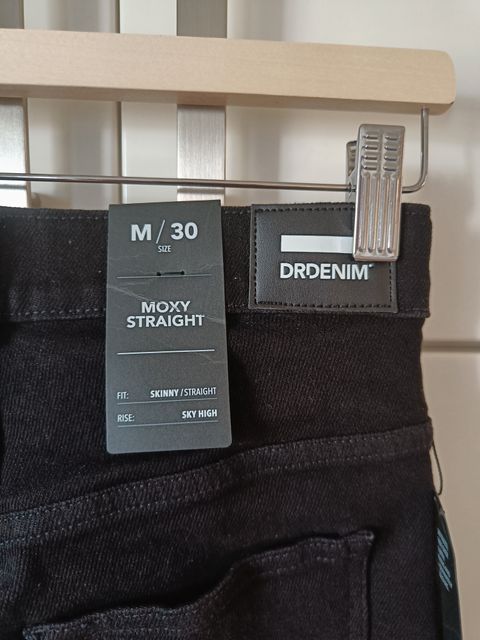 M/30
SIZE
DRDENIM
MOXY
STRAIGHT
FIT: SKINNY/STRAIGHT
RISE: SKY HIGH